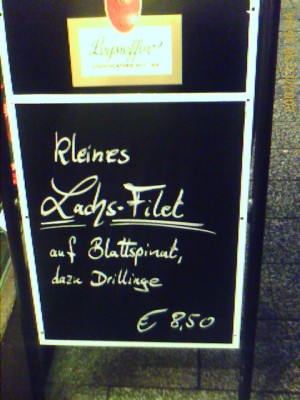 kleines
Lachs-Filet
auf Blattspinat,
dazu Drillinge
€ 8,50